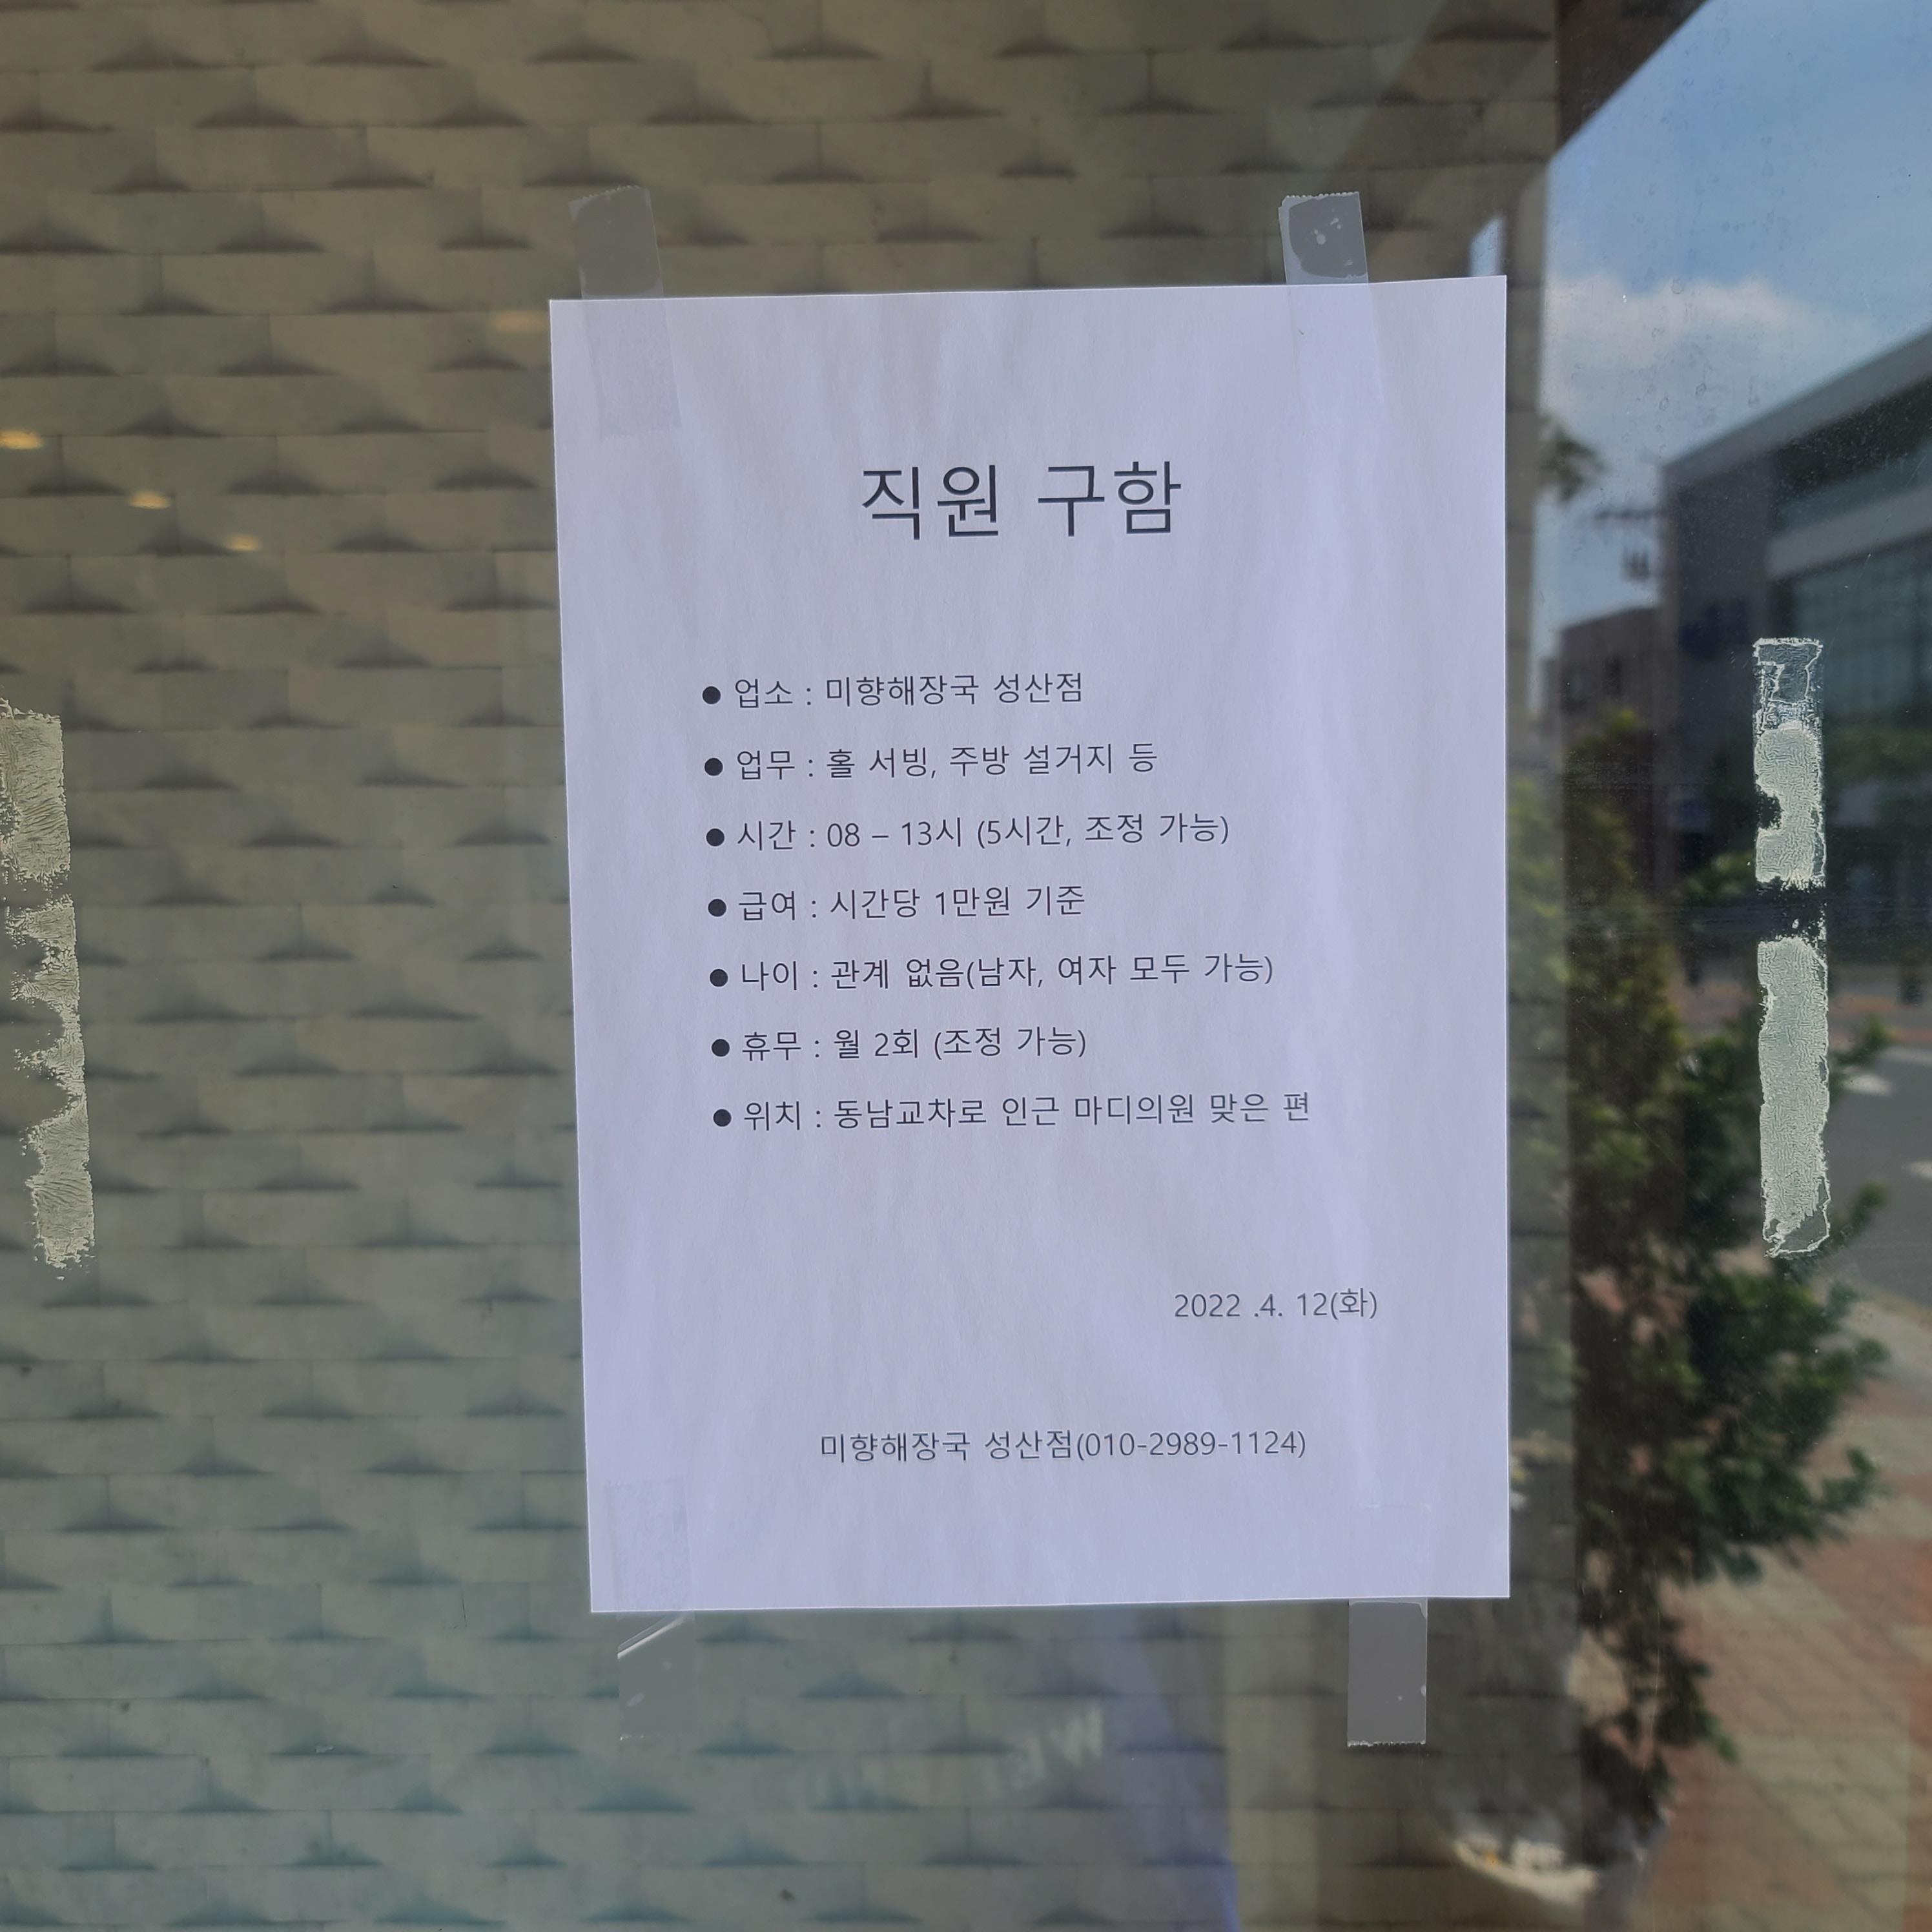 직원 구함
● 업소 : 미향해장국 성산점
● 업무 : 홀 서빙, 주방 설거지 등
● 시간 : 08 – 13시 (5시간, 조정 가능)
● 급여 : 시간당 1만원 기준
● 나이 : 관계 없음(남자, 여자 모두 가능)
● 휴무 : 월 2회 (조정 가능)
● 위치 : 동남교차로 인근 마디의원 맞은 편
2022 .4. 12(화)
미향해장국 성산점(010-2989-1124)